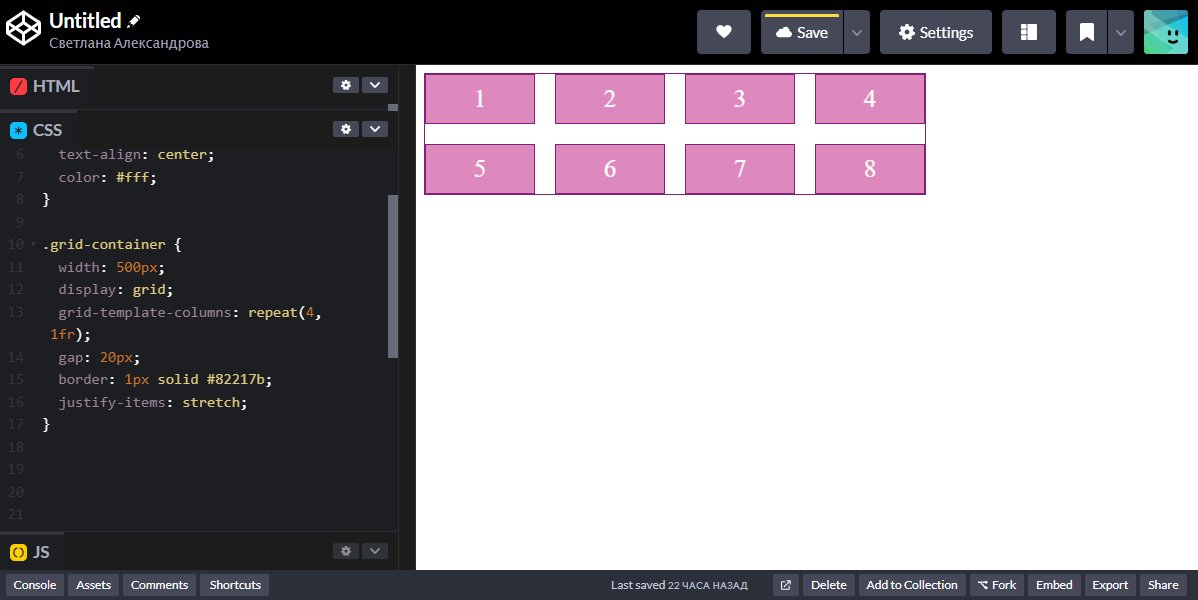 Untitled
Светлана Александрова
Save
Settings
HTML
CSS
6 text-align: center;
7 color: #fff;
8 }
9
10 .grid-container {
11 width: 500px;
12 display: grid;
13 grid-template-columns: repeat(4,
1fr);
14 gap: 20px;
15 border: 1px solid #82217b;
16 justify-items: stretch;
17 }
18
19
20
21
JS
1 2 3 4
5 6 7 8
Console Assets Comments Shortcuts Last saved 22 ЧАСА НАЗАД Delete Add to Collection Fork Embed Export Share